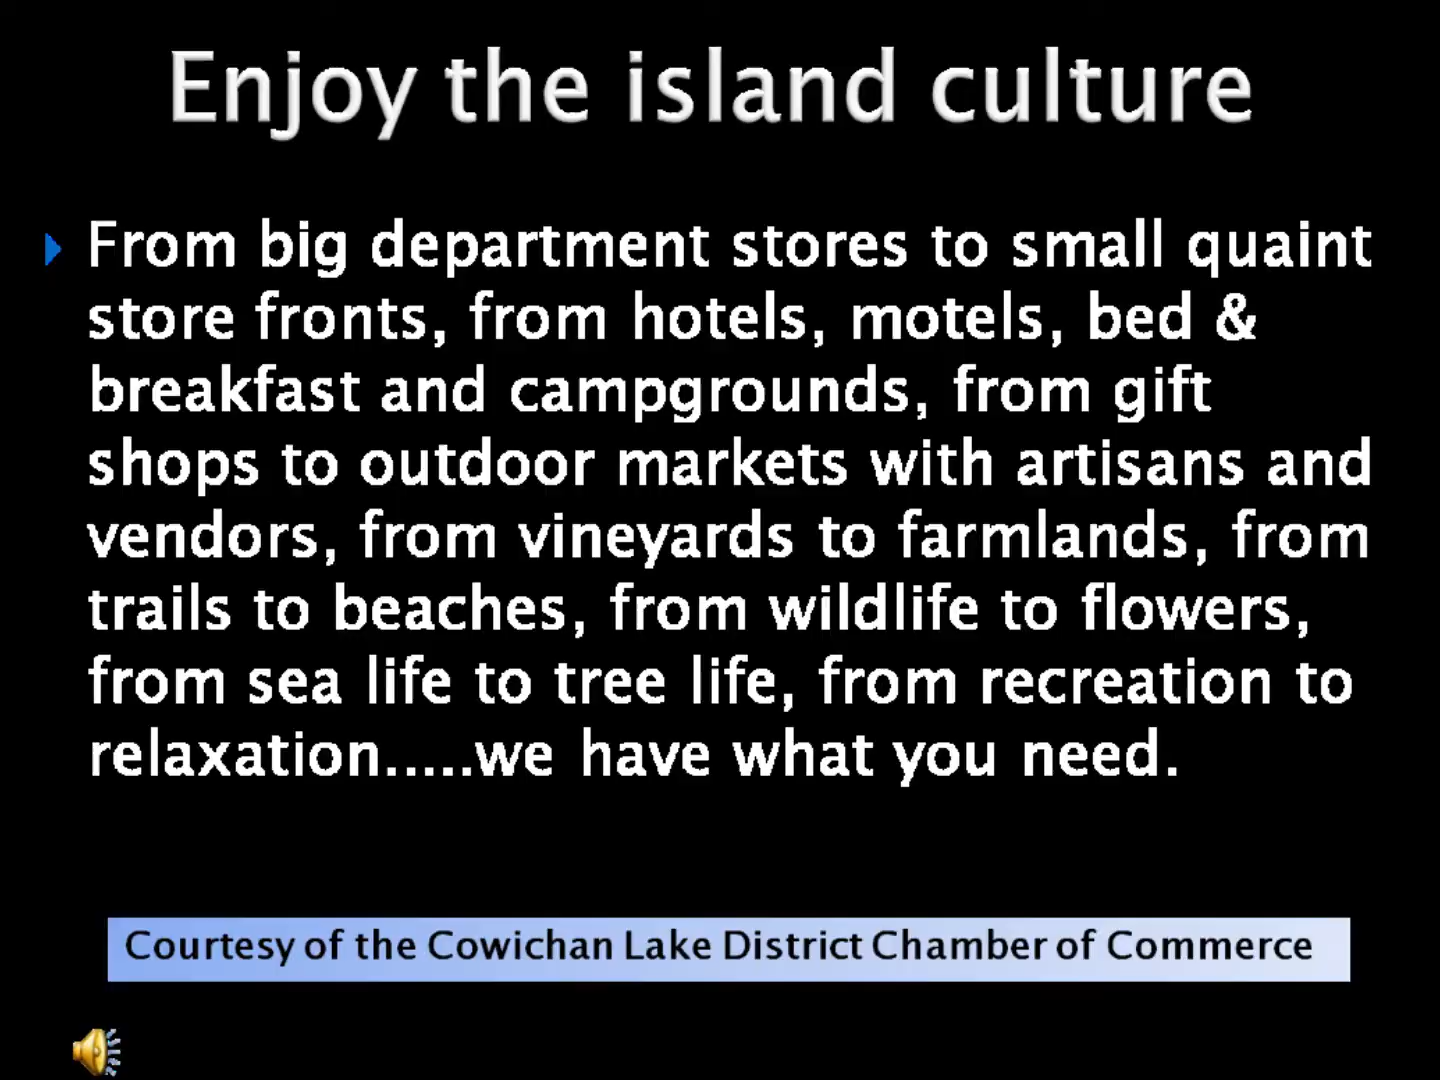 Enjoy the island culture
From big department stores to small quaint
store fronts, from hotels, motels, bed &
breakfast and campgrounds, from gift
shops to outdoor markets with artisans and
vendors, from vineyards to farmlands, from
trails to beaches, from wildlife to flowers,
from sea life to tree life, from recreation to
relaxation.....we have what you need.
Courtesy of the Cowichan Lake District Chamber of Commerce